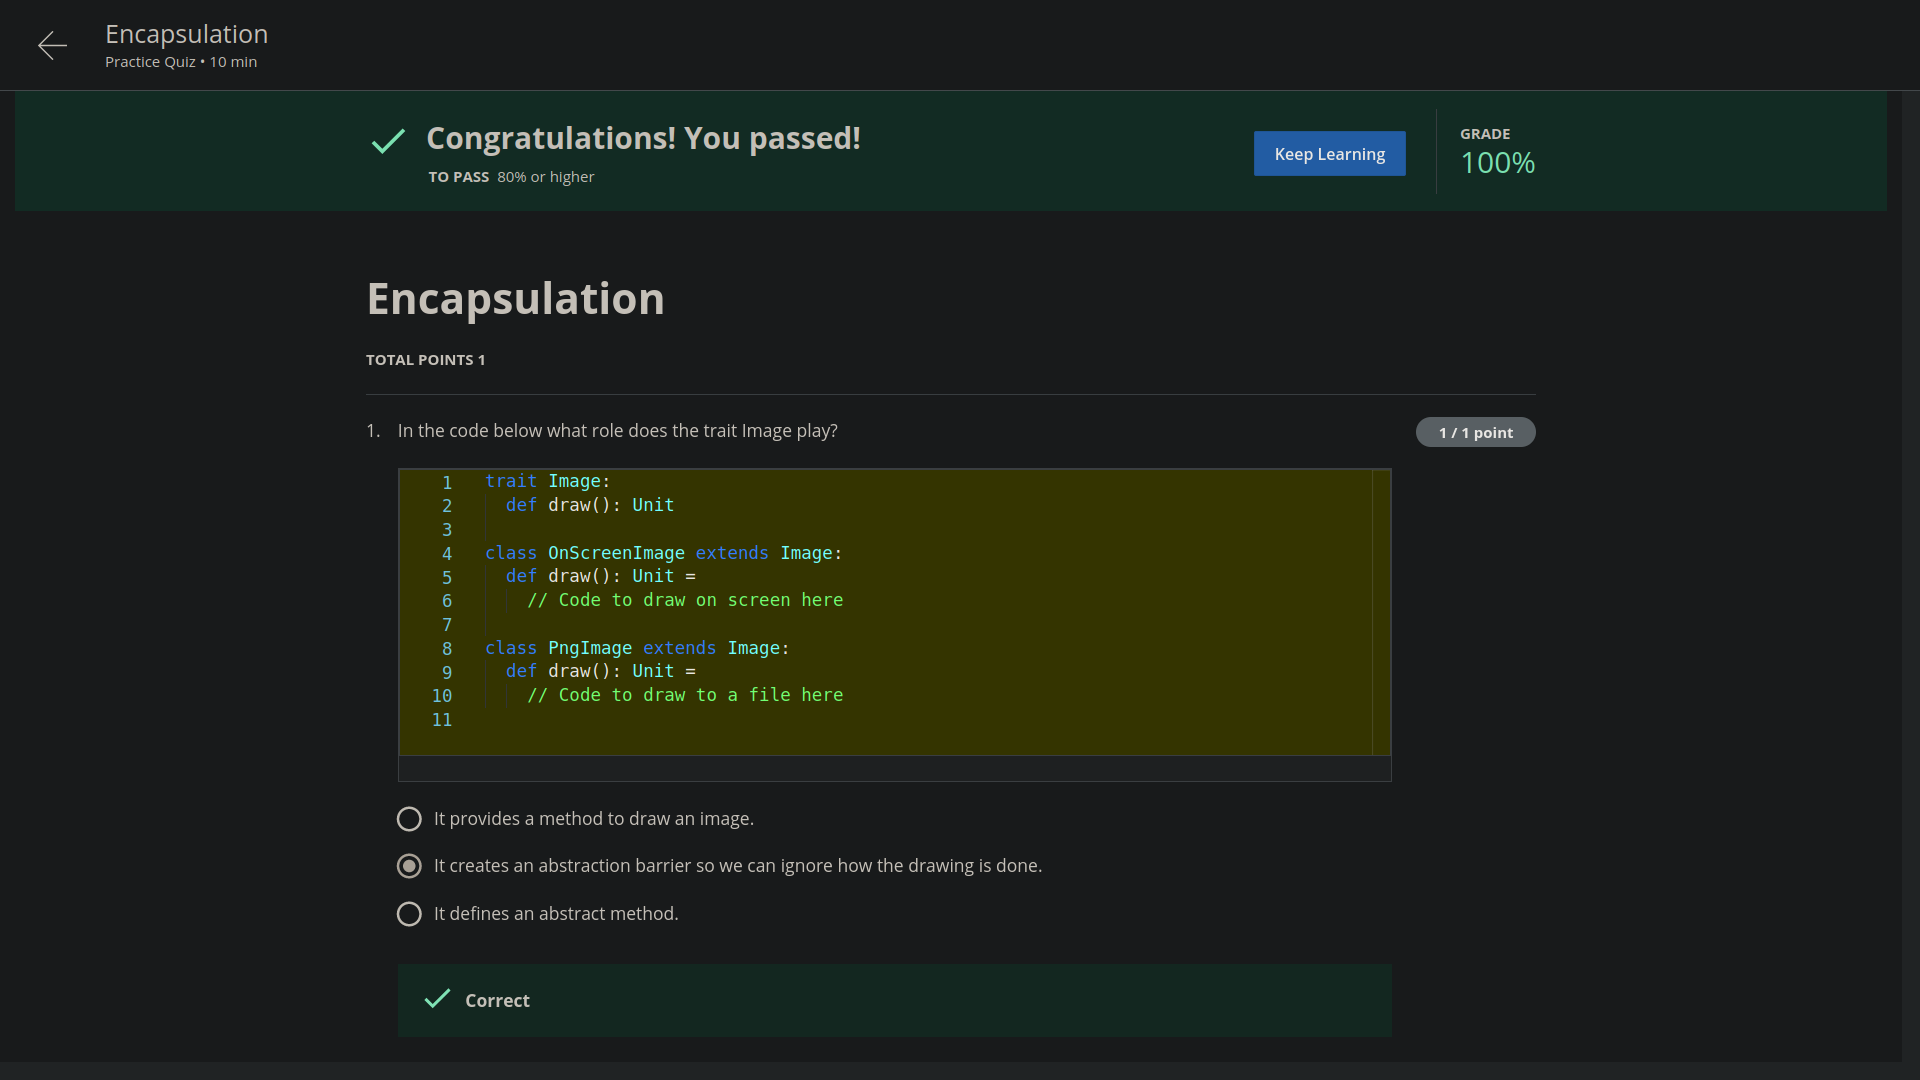 Encapsulation
Practice Quiz • 10 min
Congratulations! You passed!
TO PASS 80% or higher
Keep Learning
GRADE
100%
Encapsulation
TOTAL POINTS 1
1. In the code below what role does the trait Image play?
1 / 1 point
1 trait Image:
2   def draw(): Unit
3
4 class OnScreenImage extends Image:
5   def draw(): Unit =
6     // Code to draw on screen here
7
8 class PngImage extends Image:
9   def draw(): Unit =
10     // Code to draw to a file here
11
It provides a method to draw an image.
It creates an abstraction barrier so we can ignore how the drawing is done.
It defines an abstract method.
Correct